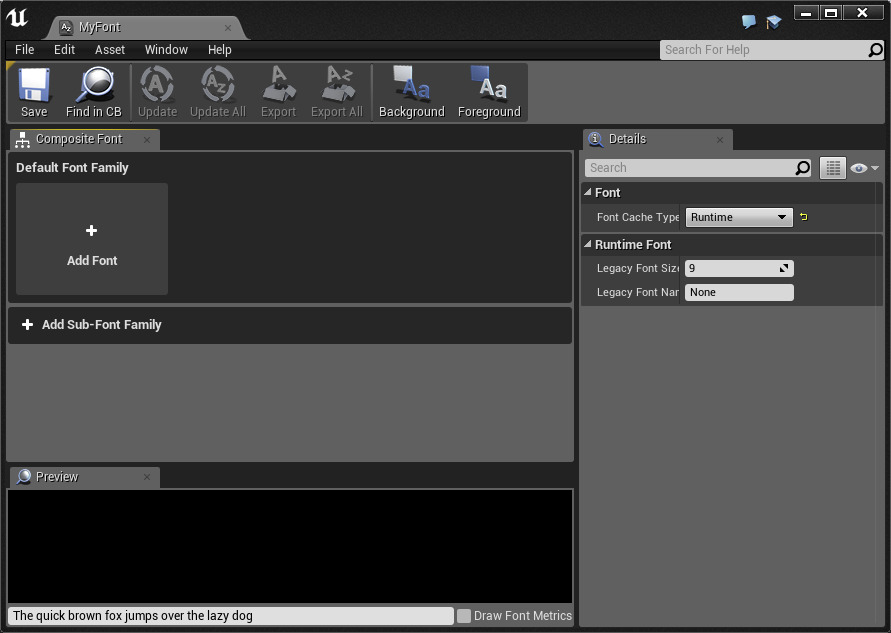 MyFont
File Edit Asset Window Help
Search For Help
Save Find in CB Update Update All Export Export All Background Foreground
Composite Font
Default Font Family
Add Font
Add Sub-Font Family
Preview
The quick brown fox jumps over the lazy dog
Draw Font Metrics
Details
Search
Font
Font Cache Type Runtime
Runtime Font
Legacy Font Siz 9
Legacy Font Nar None